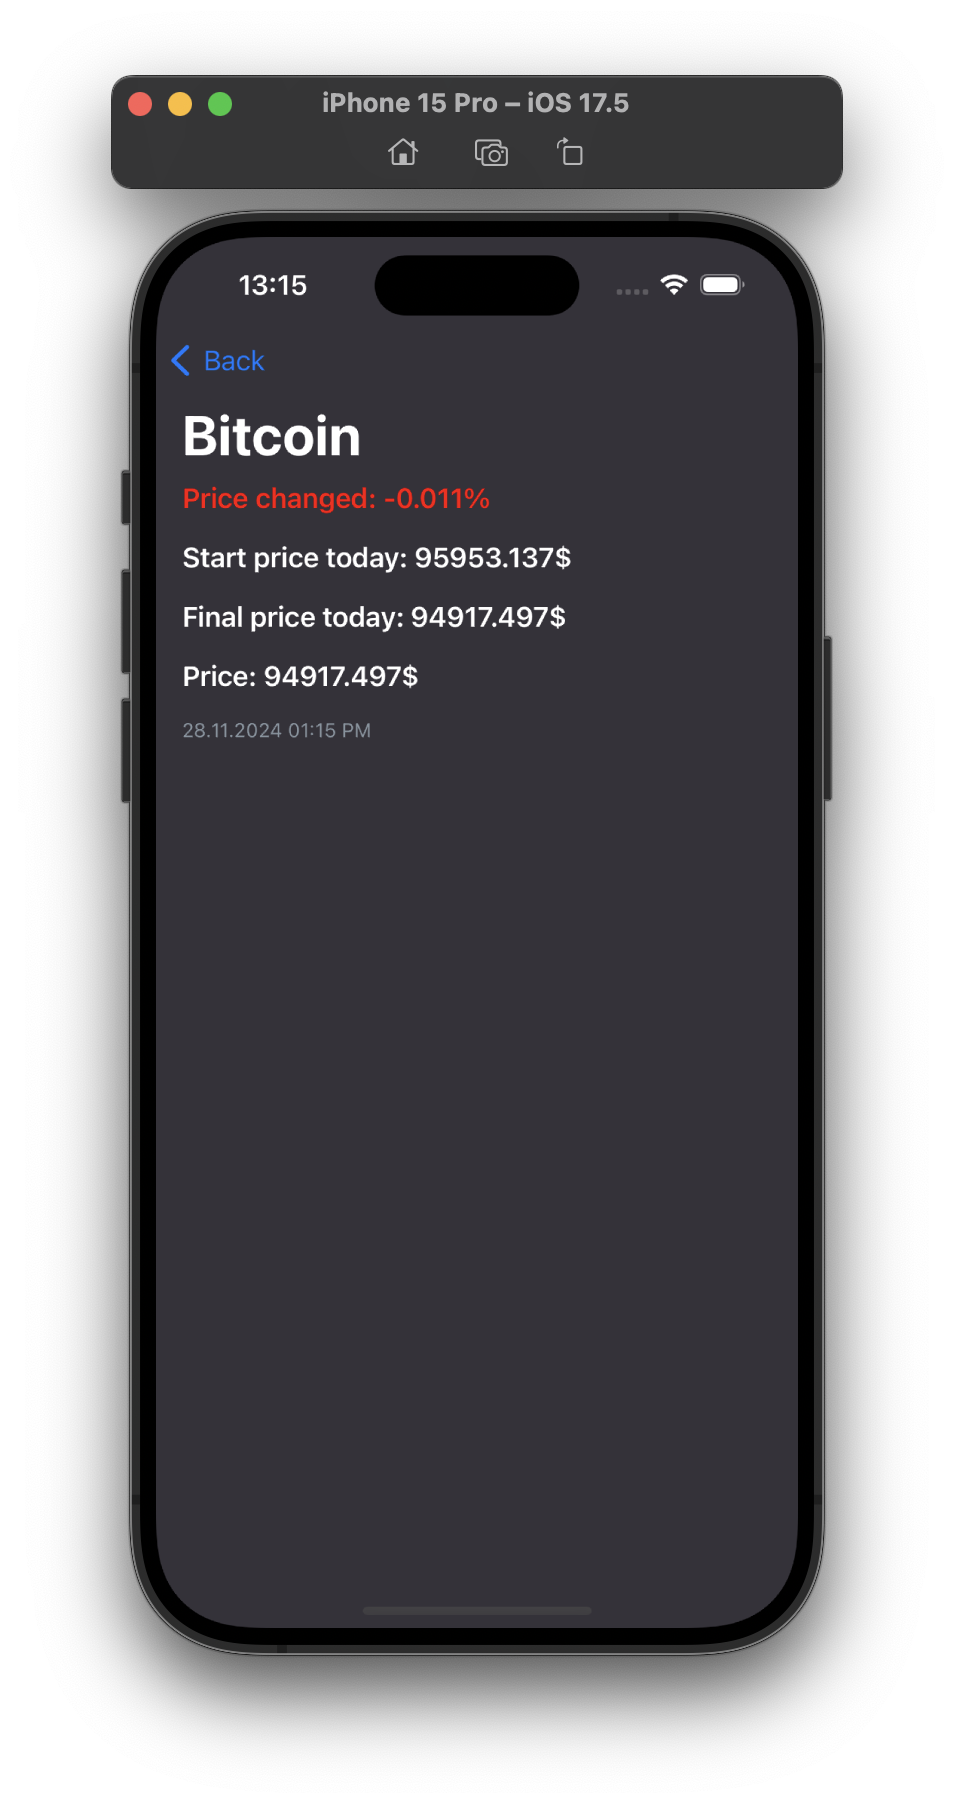 iPhone 15 Pro – iOS 17.5
13:15
Back
Bitcoin
Price changed: -0.011%
Start price today: 95953.137$
Final price today: 94917.497$
Price: 94917.497$
28.11.2024 01:15 PM